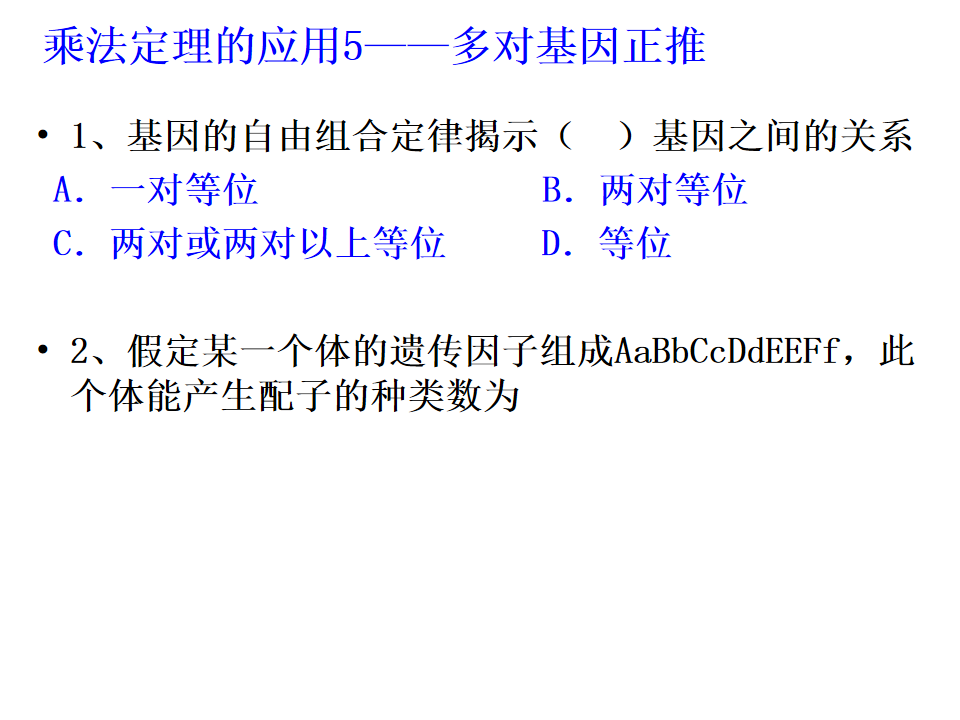 乘法定理的应用5——多对基因正推
• 1、基因的自由组合定律揭示（ ）基因之间的关系
A．一对等位 B．两对等位
C．两对或两对以上等位 D．等位
• 2、假定某一个体的遗传因子组成AaBbCcDdEEFf，此
个体能产生配子的种类数为